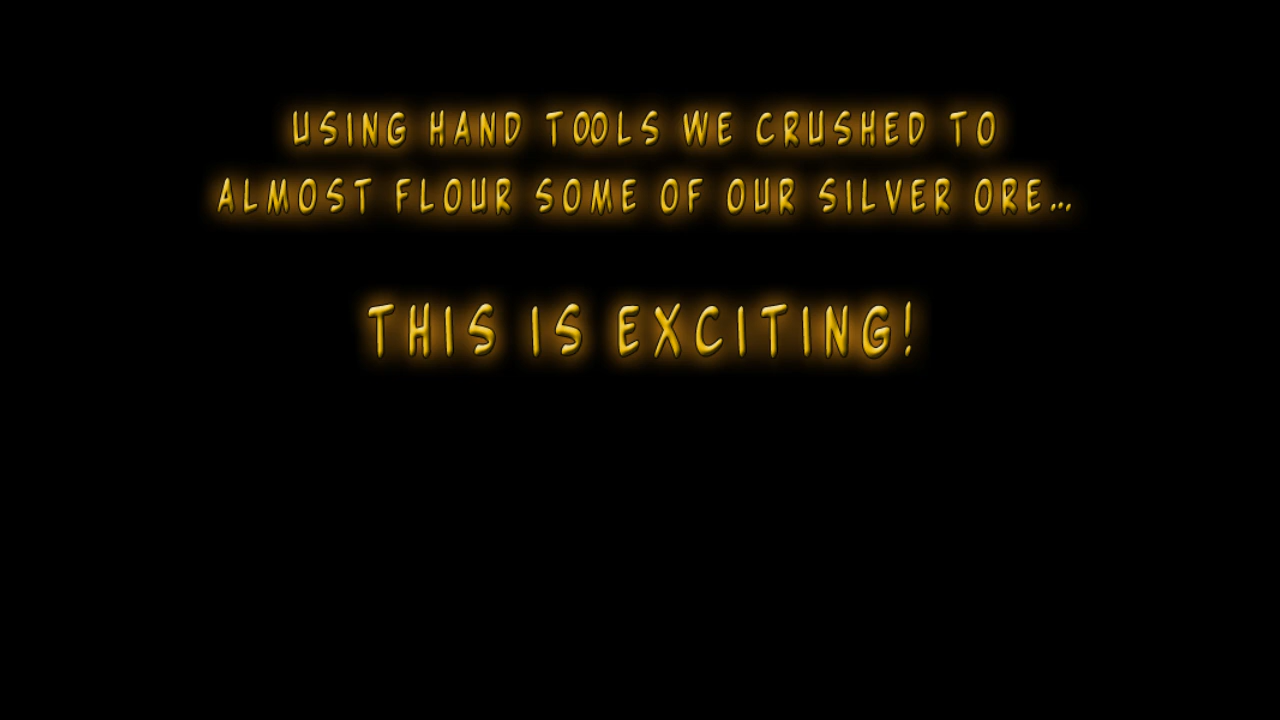 USING HAND TOOLS WE CRUSHED TO
ALMOST FLOUR SOME OF OUR SILVER ORE...
THIS IS EXCITING!